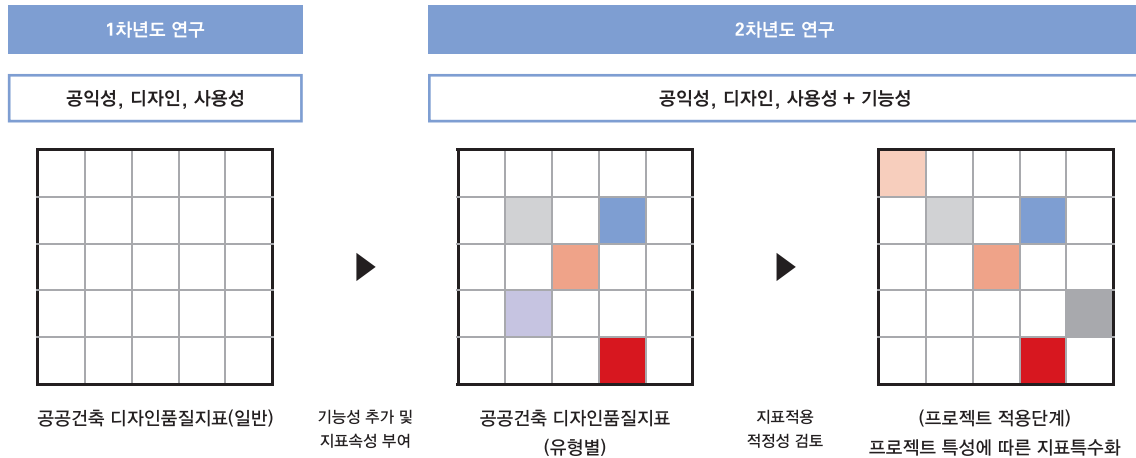 1차년도 연구
2차년도 연구
공익성, 디자인, 사용성
공익성, 디자인, 사용성 + 기능성
공공건축 디자인품질지표(일반)
기능성 추가 및
지표속성 부여
공공건축 디자인품질지표
(유형별)
지표적용
적정성 검토
(프로젝트 적용단계)
프로젝트 특성에 따른 지표특수화